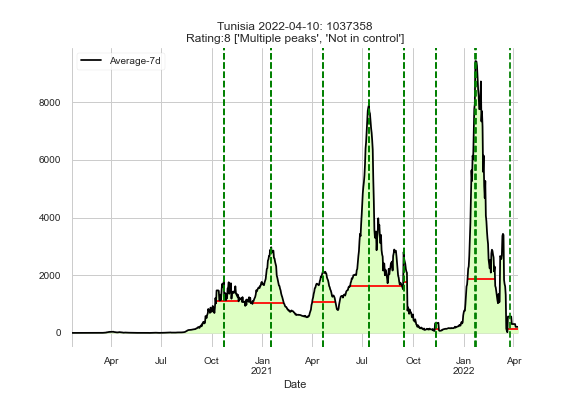 Tunisia 2022-04-10: 1037358
Rating:8 ['Multiple peaks', 'Not in control']
Average-7d
8000
6000
4000
2000
0
Apr
Jul
Oct
Jan
2021
Apr
Jul
Oct
Jan
2022
Apr
Date